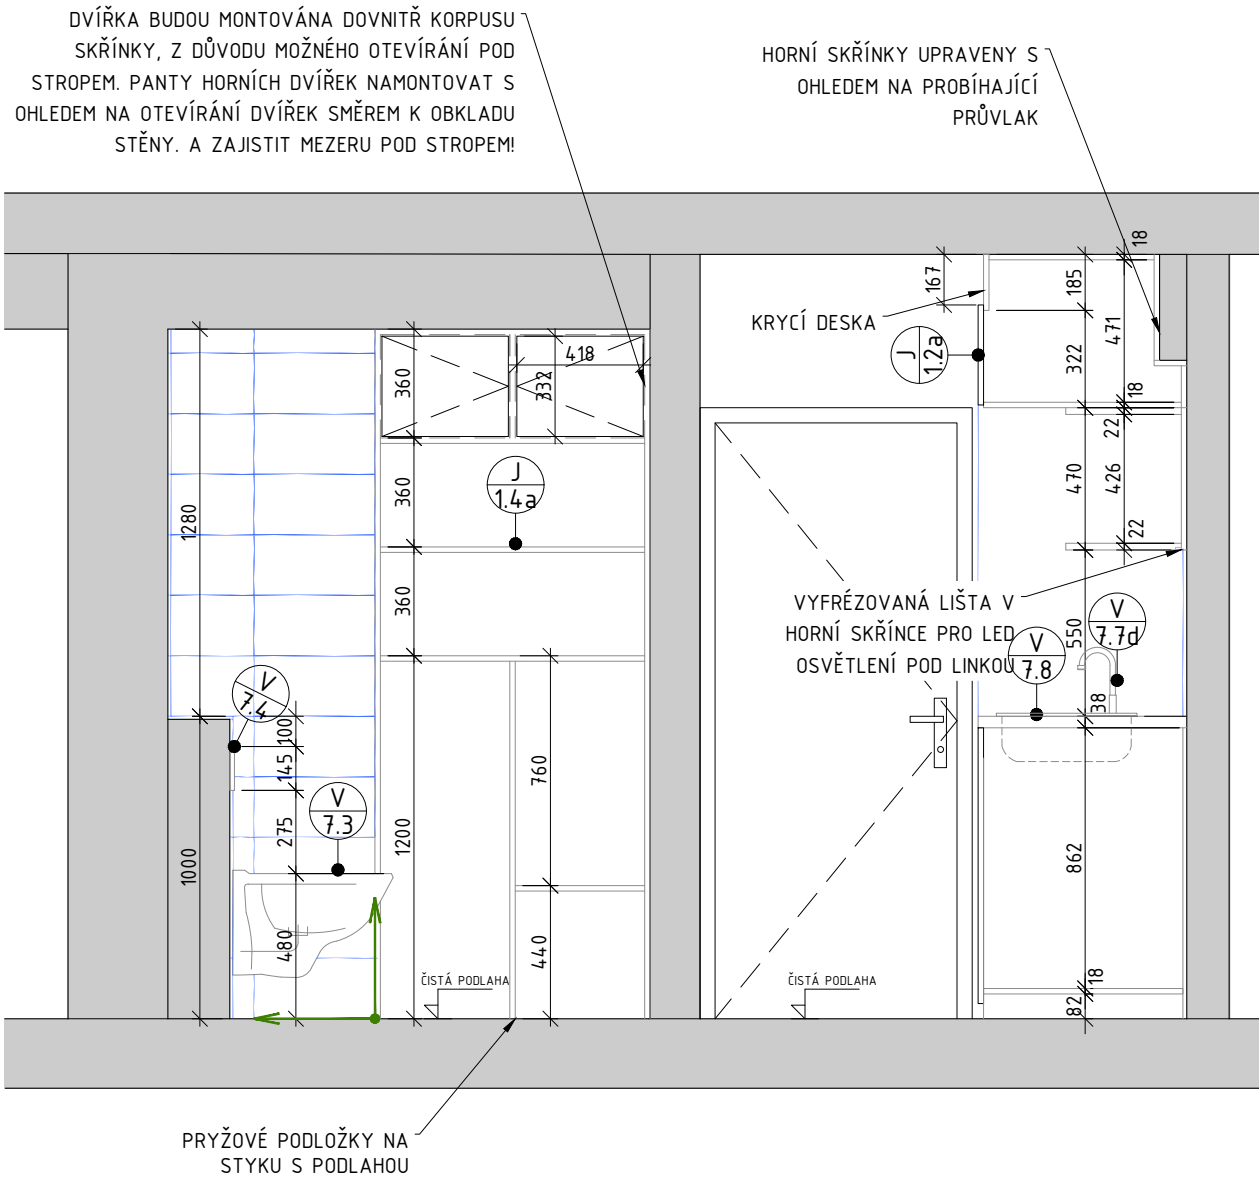 DVÍŘKA BUDOU MONTOVÁNA DOVNITŘ KORPUSU
SKŘÍNKY, Z DŮVODU MOŽNÉHO OTEVÍRÁNÍ POD
STROPEM. PANTY HORNÍCH DVÍŘEK NAMONTOVAT S
OHLEDEM NA OTEVÍRÁNÍ DVÍŘEK SMĚREM K OBKLADU
STĚNY. A ZAJISTIT MEZERU POD STROPEM!
HORNÍ SKŘÍNKY UPRAVENY S
OHLEDEM NA PROBÍHAJÍCÍ
PRŮVLAK
1280
1000
360
360
360
1200
418
332
J
1.4a
V
7.4
100
145
275
480
V
7.3
760
440
ČISTÁ PODLAHA
PRYŽOVÉ PODLOŽKY NA
STYKU S PODLAHOU
167
KRYCÍ DESKA
J
1.2a
18
185
471
322
18
22
470
426
22
VYFRÉZOVANÁ LIŠTA V
HORNÍ SKŘÍNCE PRO LED
OSVĚTLENÍ POD LINKOU
550
V
7.8
V
7.7d
38
862
18
82
ČISTÁ PODLAHA